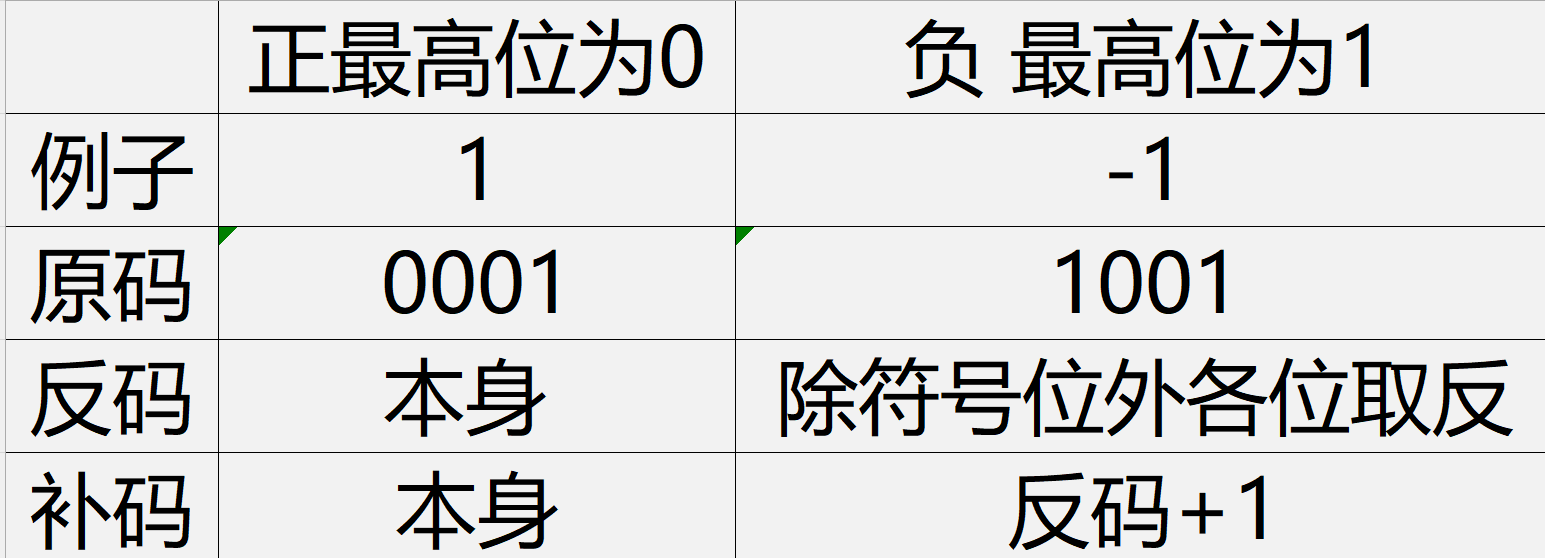 正最高位为0
负 最高位为1
例子
1
-1
原码
0001
1001
反码
本身
除符号位外各位取反
补码
本身
反码+1